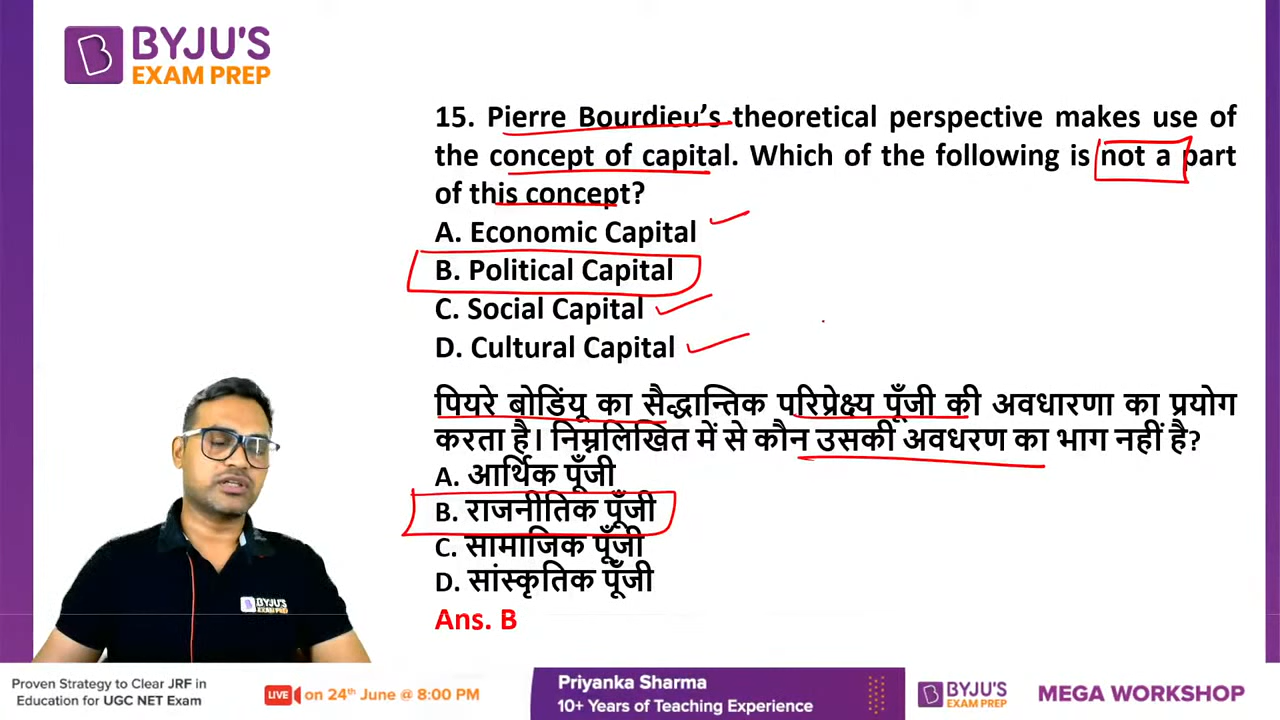 BYJU'S
EXAM PREP
15. Pierre Bourdieu's theoretical perspective makes use of
the concept of capital. Which of the following is not a part
of this concept?
A. Economic Capital
B. Political Capital
C. Social Capital
D. Cultural Capital
पियरे बोडिंयू का सैद्धान्तिक परिप्रेक्ष्य पूँजी की अवधारणा का प्रयोग
करता है। निम्नलिखित में से कौन उसकी अवधरण का भाग नहीं है?
A. आर्थिक पूँजी
B. राजनीतिक पूँजी
C. सामाजिक पूँजी
D. सांस्कृतिक पूँजी
Ans. B
BYJU'S
EXAM PREP
Proven Strategy to Clear JRF in
Education for UGC NET Exam
LIVE on 24th June @ 8:00 PM
Priyanka Sharma
10+ Years of Teaching Experience
BYJU'S
EXAM PREP
MEGA WORKSHOP